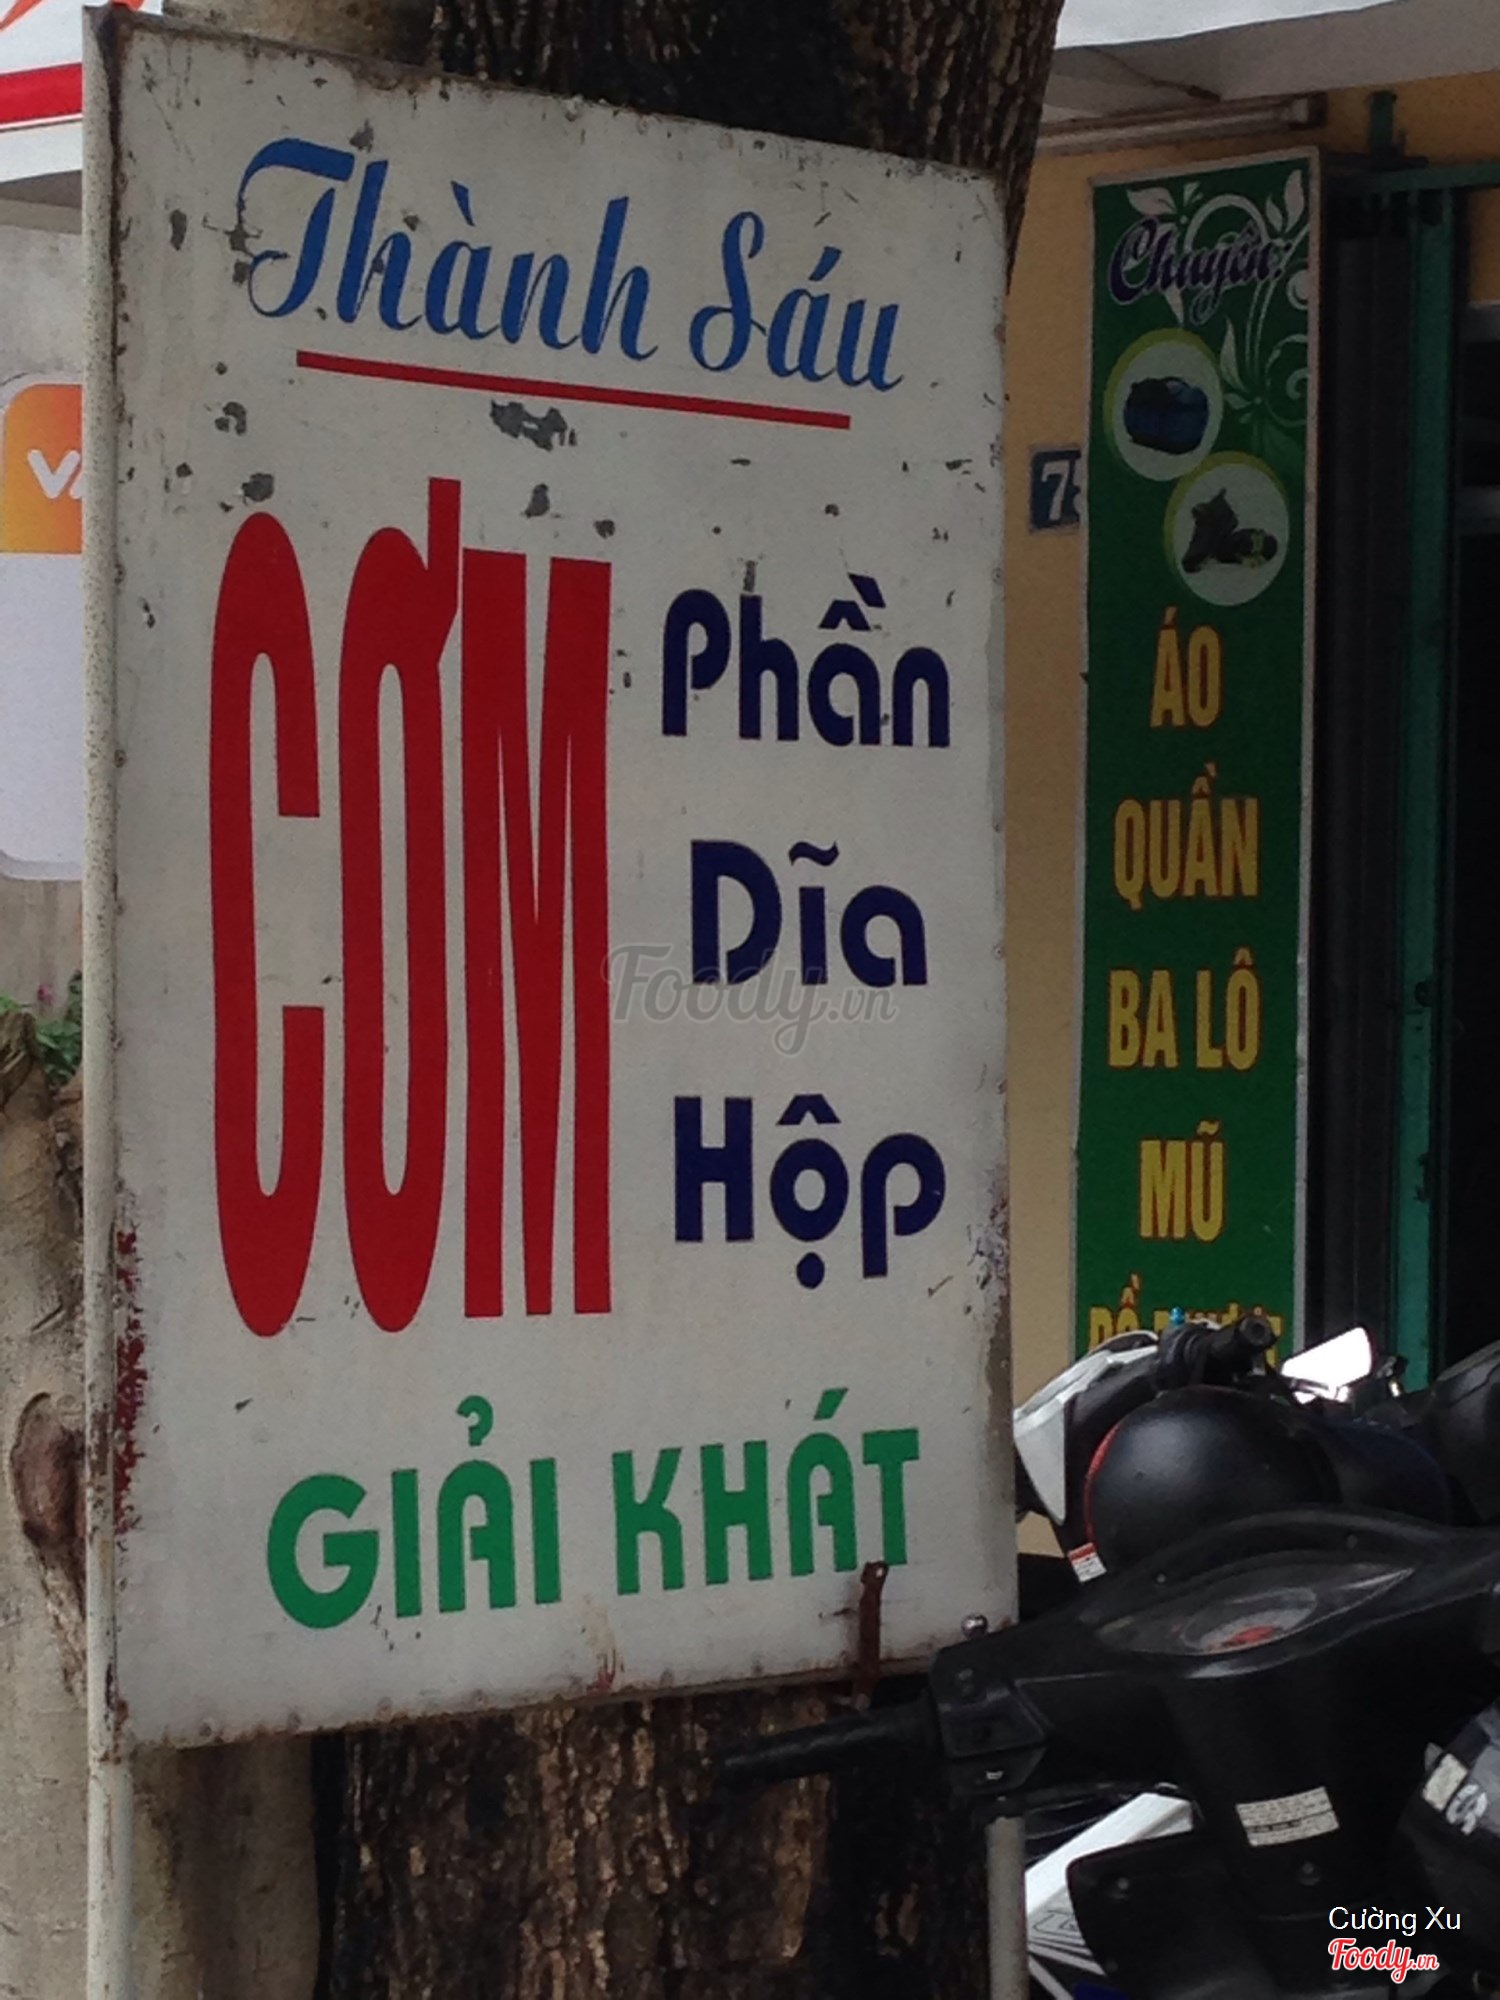 Thành Sáu
CƠM
Phần
Dĩa
Hộp
GIẢI KHÁT
Chuyên:
ÁO
QUẦN
BA LÔ
MŨ
7
Foody.vn
Cường Xu
Foody.vn